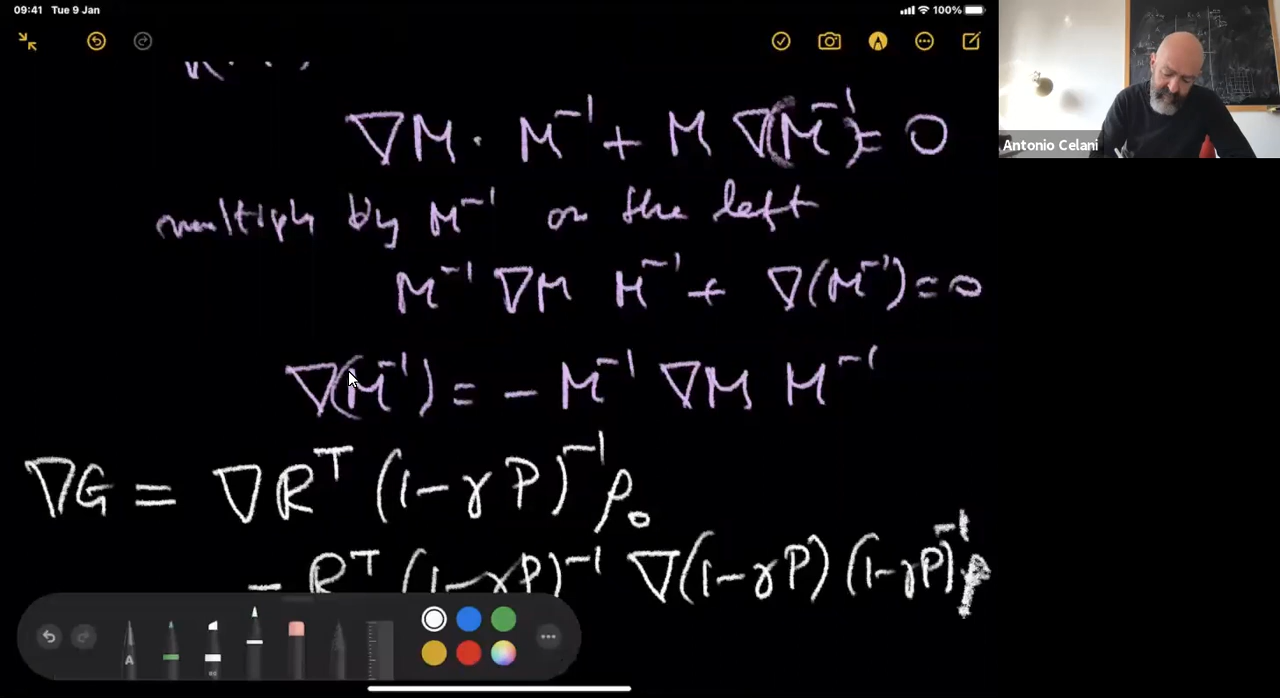 09:41 Tue 9 Jan 100%
∇M · M⁻¹ + M ∇(M⁻¹) = 0
Antonio Celani
multiply by M⁻¹ on the left
M⁻¹ ∇M M⁻¹ + ∇(M⁻¹) = 0
∇(M⁻¹) = - M⁻¹ ∇M M⁻¹
∇G = ∇Rᵀ (1-γP)⁻¹ ρ₀
- Rᵀ (1-γP)⁻¹ ∇(1-γP) (1-γP)⁻¹ρ
A